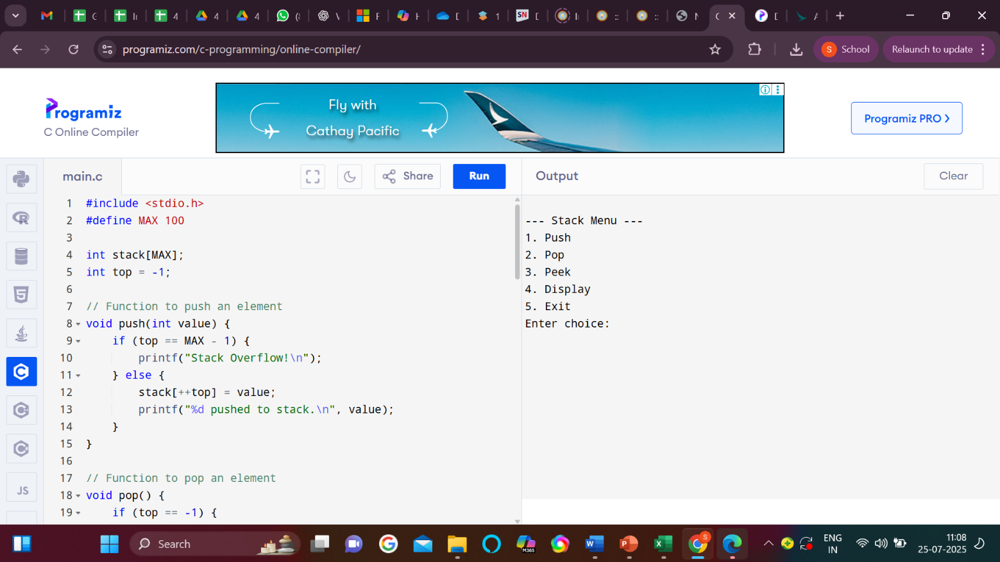 programiz.com/c-programming/online-compiler/
S School
Relaunch to update
Programiz
C Online Compiler
Fly with
Cathay Pacific
Programiz PRO
main.c
Share
Run
Output
Clear
1 #include <stdio.h>
2 #define MAX 100
3
4 int stack[MAX];
5 int top = -1;
6
7 // Function to push an element
8 void push(int value) {
9 if (top == MAX - 1) {
10 printf("Stack Overflow!\n");
11 } else {
12 stack[++top] = value;
13 printf("%d pushed to stack.\n", value);
14 }
15 }
16
17 // Function to pop an element
18 void pop() {
19 if (top == -1) {
--- Stack Menu ---
1. Push
2. Pop
3. Peek
4. Display
5. Exit
Enter choice:
JS
Search
M365
ENG
IN
11:08
25-07-2025